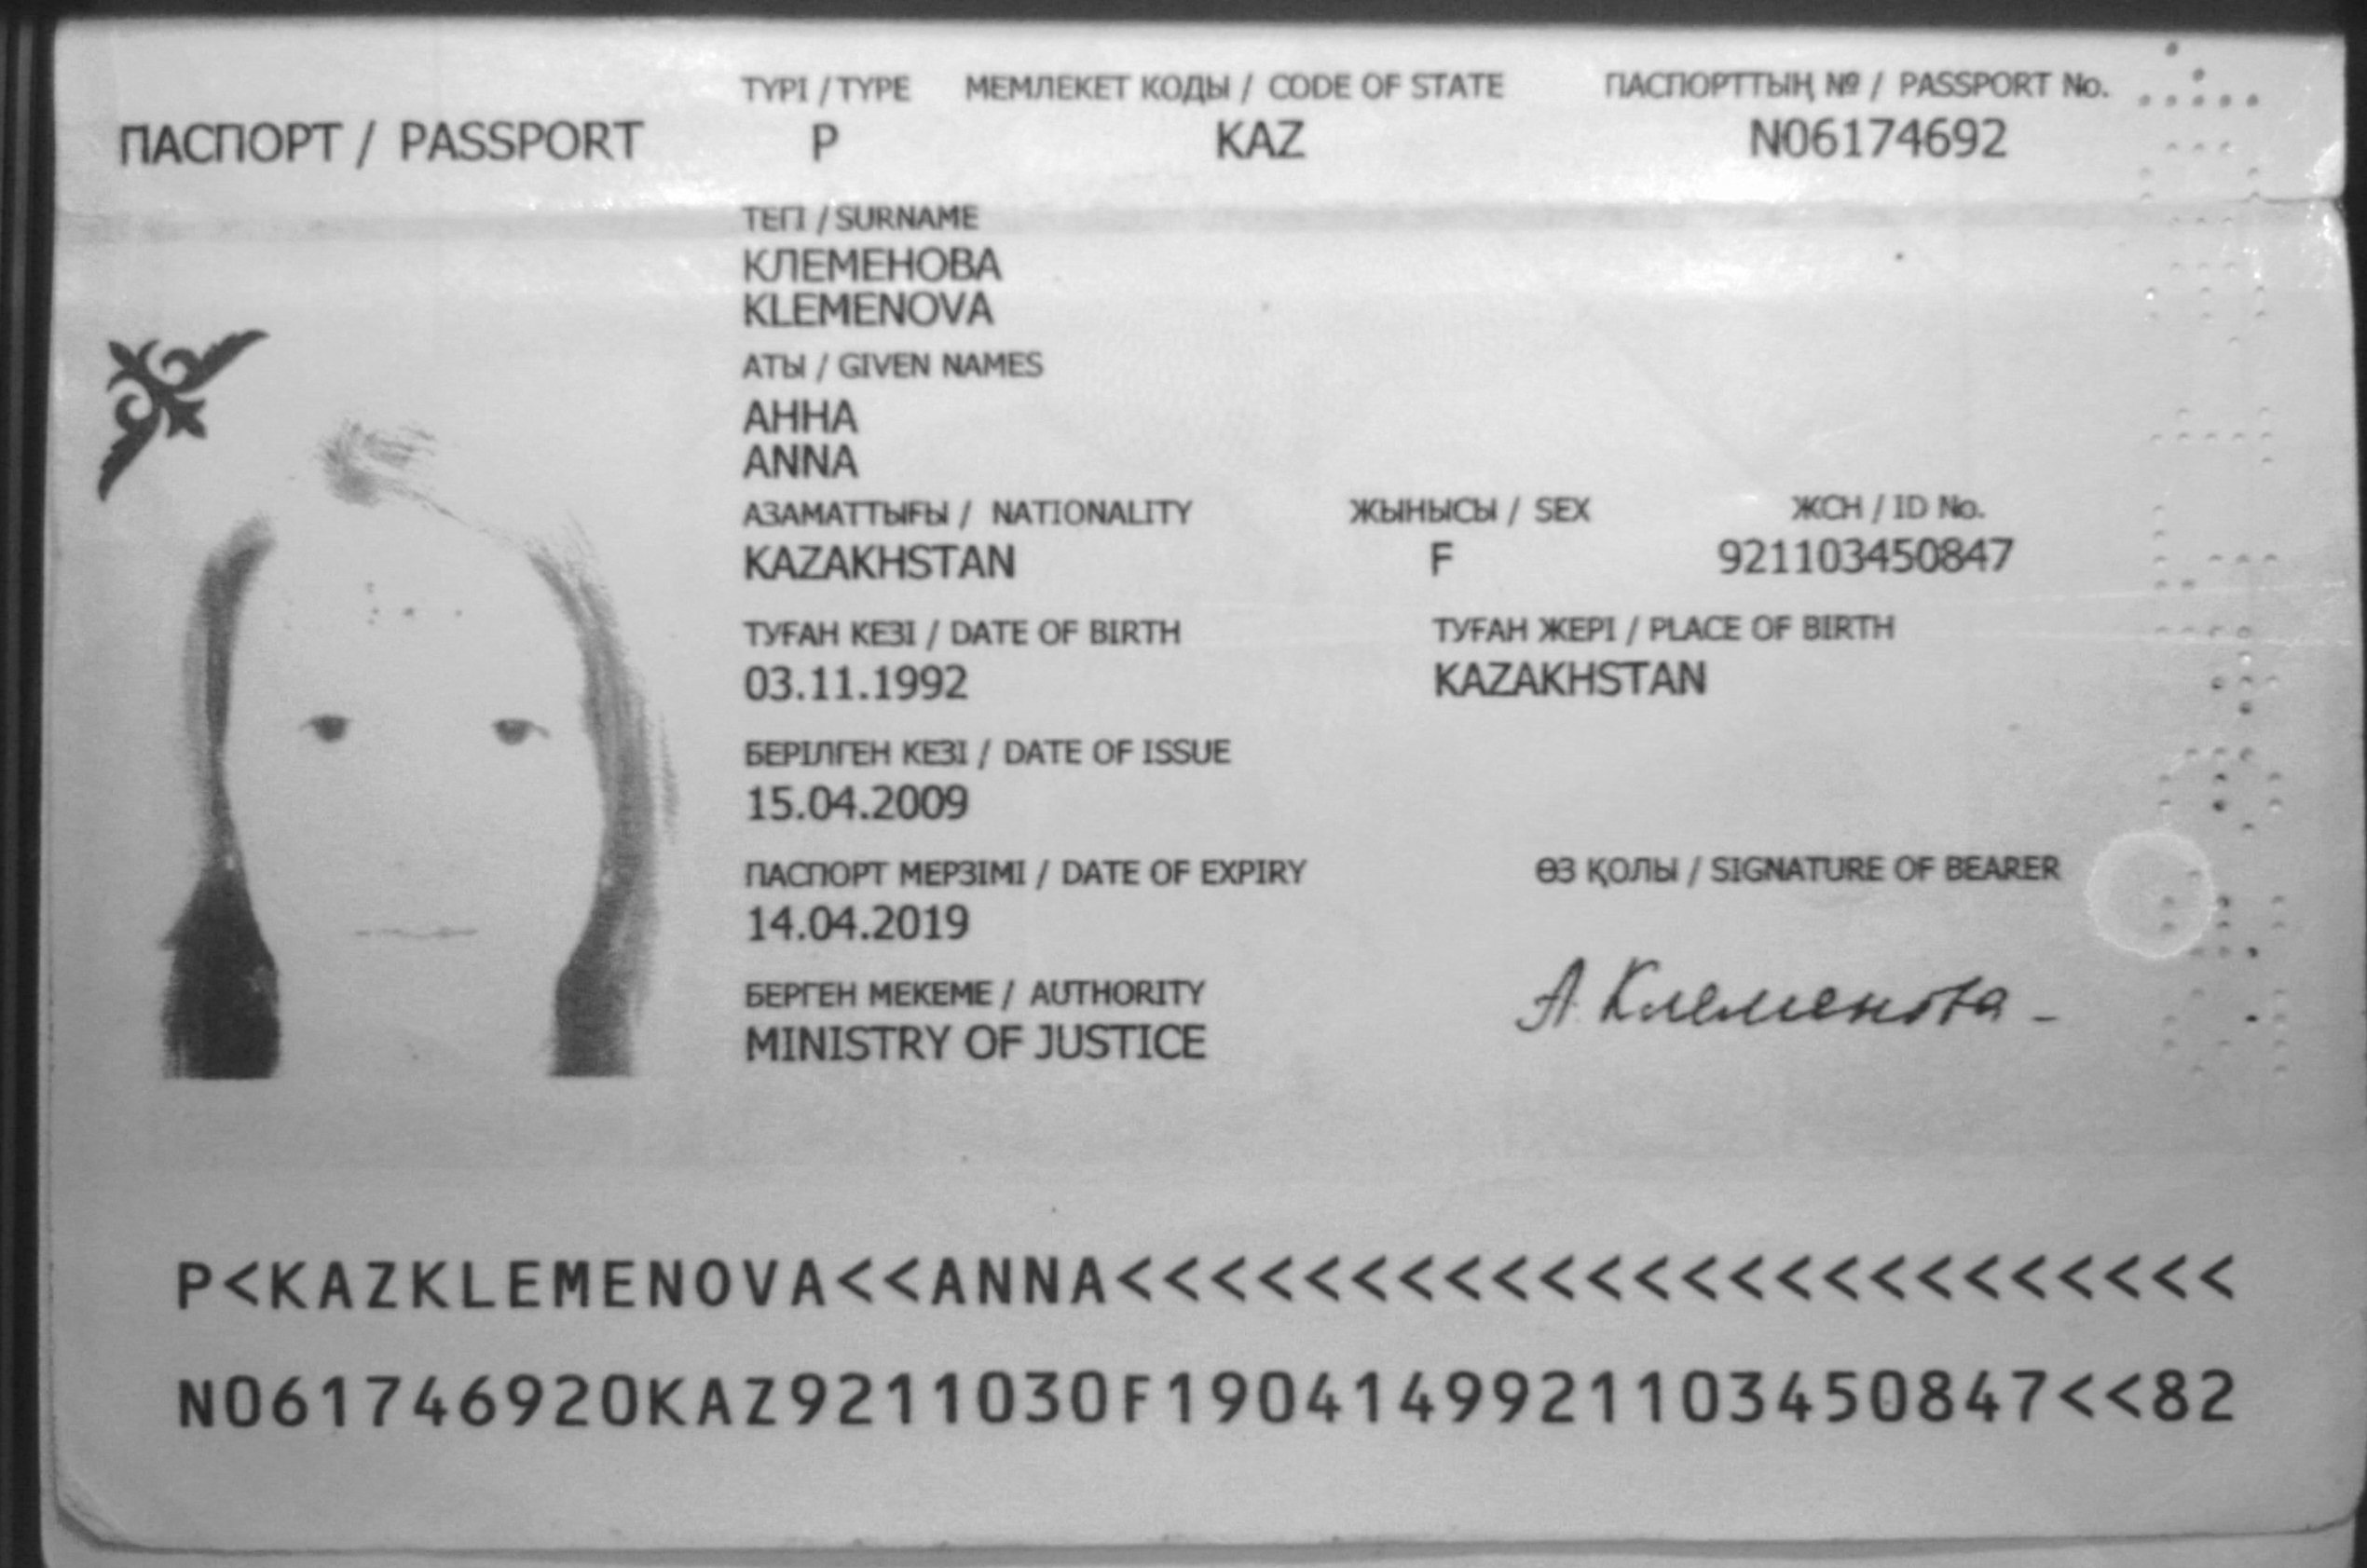 ПАСПОРТ / PASSPORT
ТҮРІ / TYPE
P
МЕМЛЕКЕТ КОДЫ / CODE OF STATE
KAZ
ПАСПОРТТЫҢ № / PASSPORT No.
N06174692
ТЕГІ / SURNAME
КЛЕМЕНОВА
KLEMENOVA
АТЫ / GIVEN NAMES
АННА
ANNA
АЗАМАТТЫҒЫ / NATIONALITY
KAZAKHSTAN
ЖЫНЫСЫ / SEX
F
ЖСН / ID No.
921103450847
ТУҒАН КЕЗІ / DATE OF BIRTH
03.11.1992
ТУҒАН ЖЕРІ / PLACE OF BIRTH
KAZAKHSTAN
БЕРІЛГЕН КЕЗІ / DATE OF ISSUE
15.04.2009
ПАСПОРТ МЕРЗІМІ / DATE OF EXPIRY
14.04.2019
ӨЗ ҚОЛЫ / SIGNATURE OF BEARER
А. Клеменова
БЕРГЕН МЕКЕМЕ / AUTHORITY
MINISTRY OF JUSTICE
P<KAZKLEMENOVA<<ANNA<<<<<<<<<<<<<<<<<<<<<<<<
N061746920KAZ9211030F1904149921103450847<<82